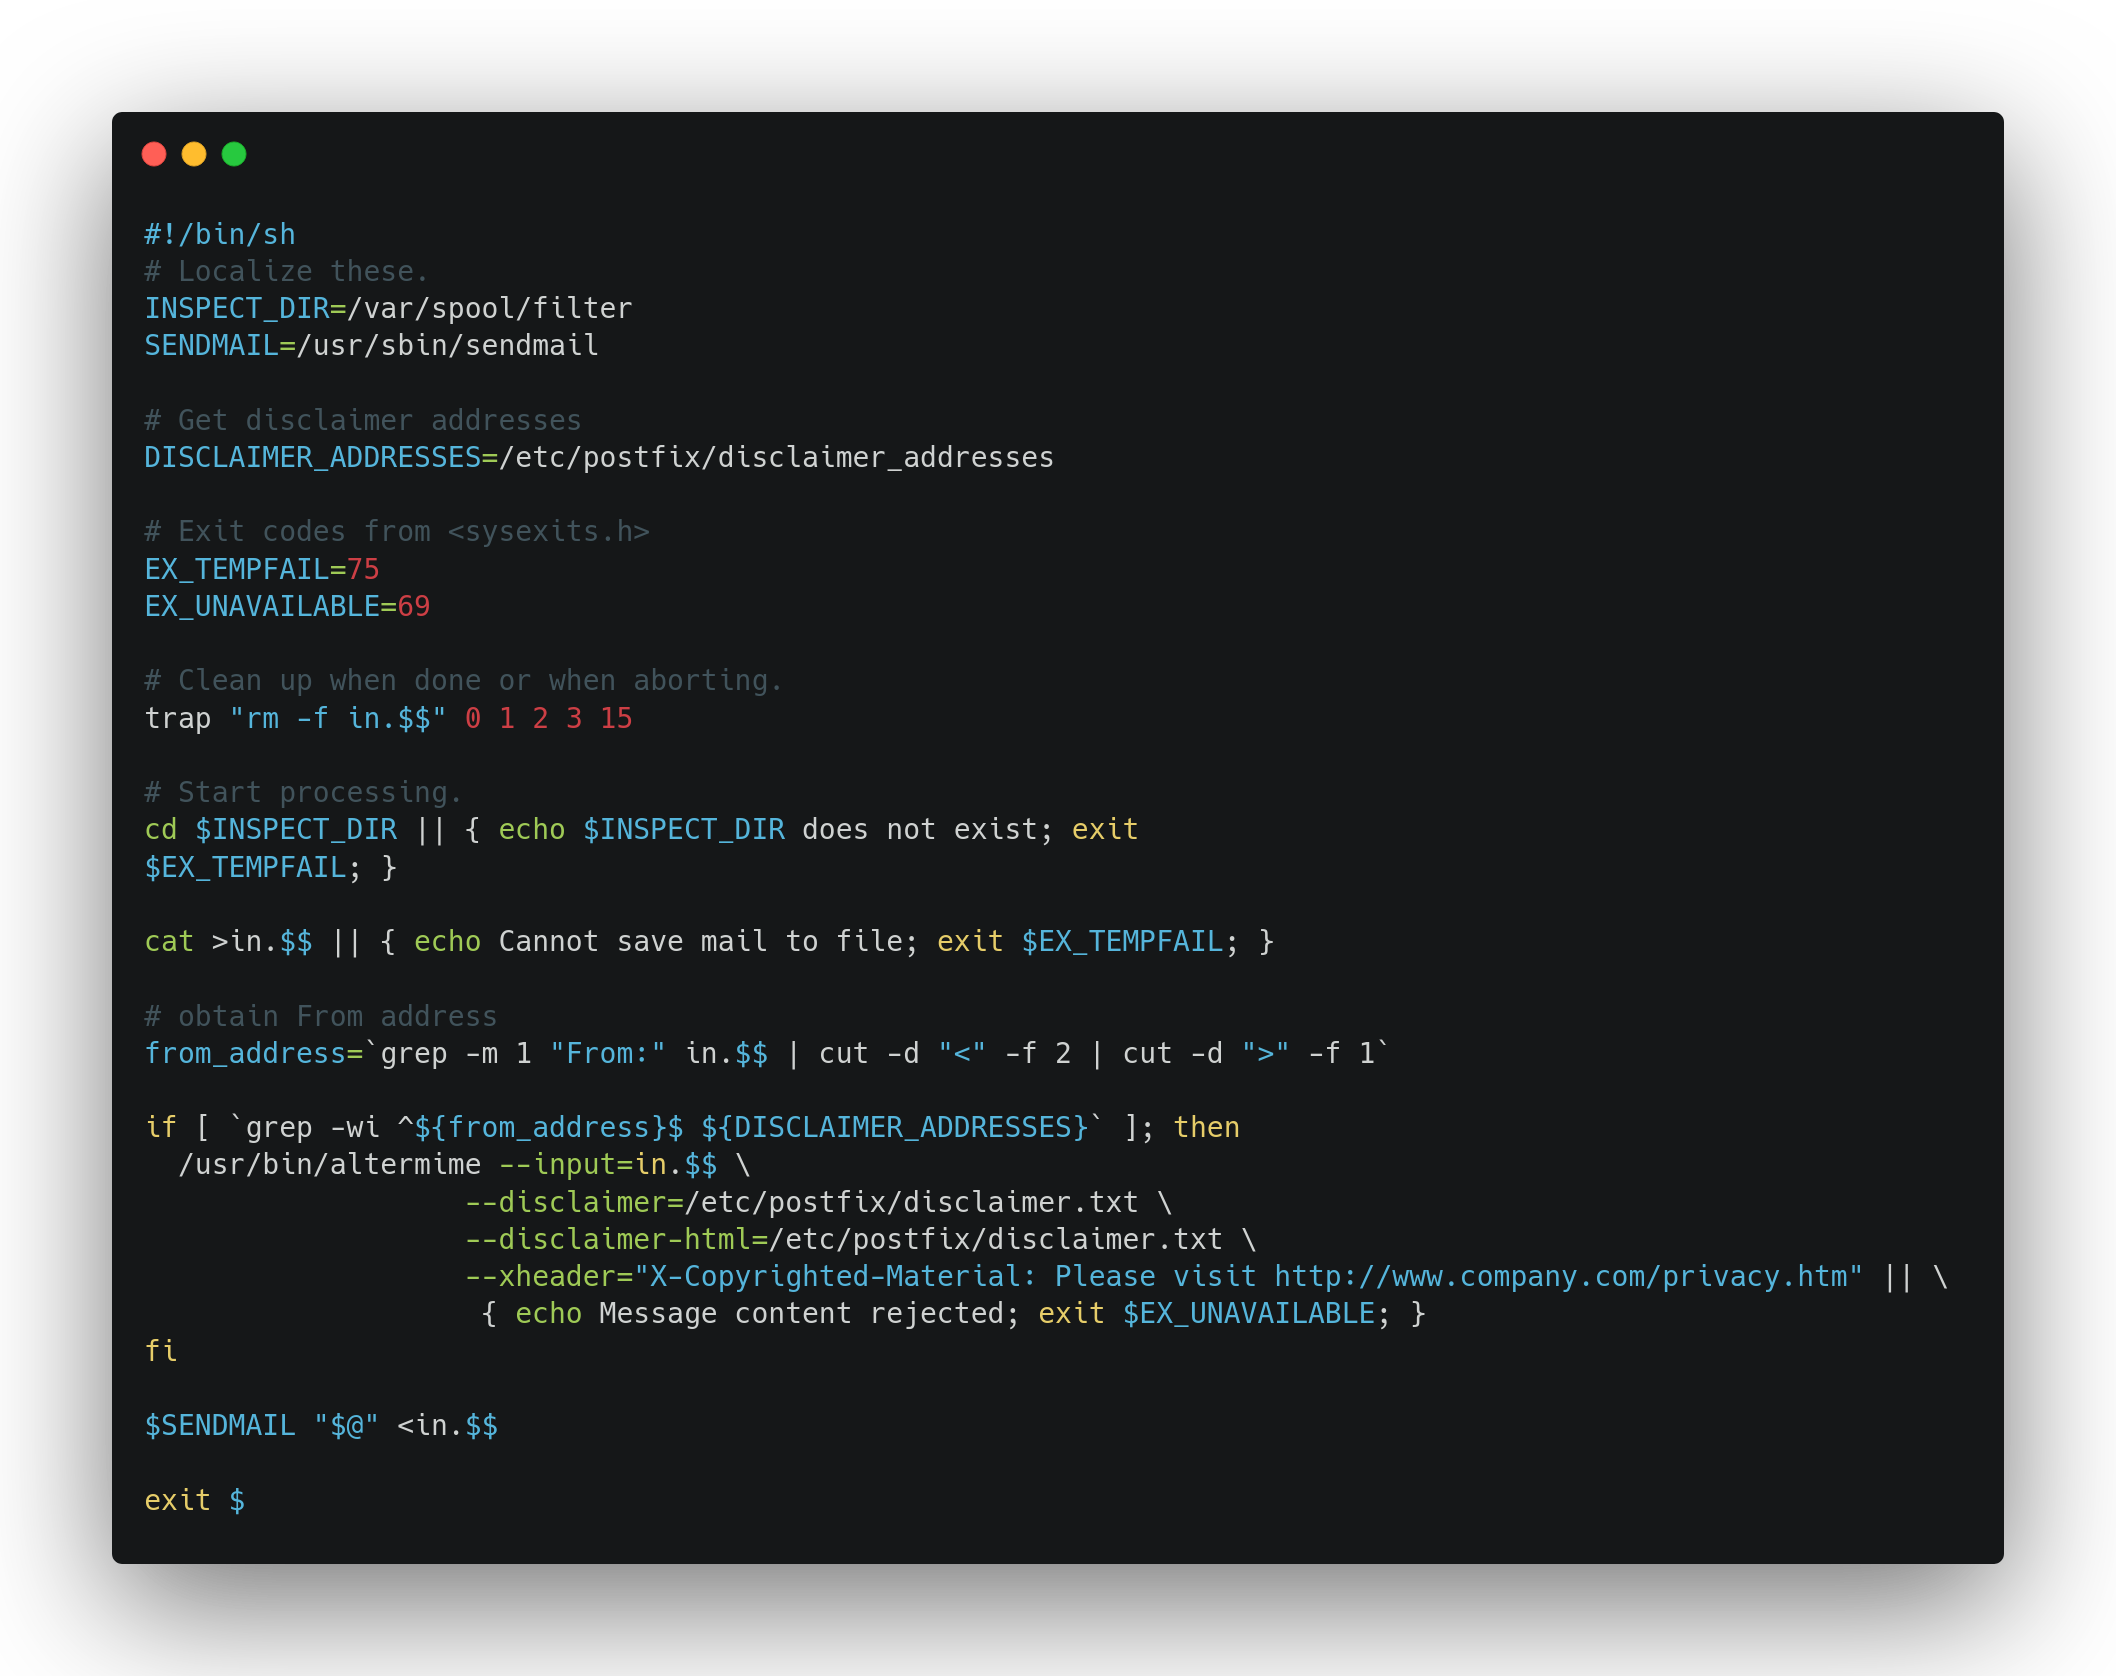 #!/bin/sh
# Localize these.
INSPECT_DIR=/var/spool/filter
SENDMAIL=/usr/sbin/sendmail

# Get disclaimer addresses
DISCLAIMER_ADDRESSES=/etc/postfix/disclaimer_addresses

# Exit codes from <sysexits.h>
EX_TEMPFAIL=75
EX_UNAVAILABLE=69

# Clean up when done or when aborting.
trap "rm -f in.$$" 0 1 2 3 15

# Start processing.
cd $INSPECT_DIR || { echo $INSPECT_DIR does not exist; exit
$EX_TEMPFAIL; }

cat >in.$$ || { echo Cannot save mail to file; exit $EX_TEMPFAIL; }

# obtain From address
from_address=`grep -m 1 "From:" in.$$ | cut -d "<" -f 2 | cut -d ">" -f 1`

if [ `grep -wi ^${from_address}$ ${DISCLAIMER_ADDRESSES}` ]; then
  /usr/bin/altermime --input=in.$$ \
                   --disclaimer=/etc/postfix/disclaimer.txt \
                   --disclaimer-html=/etc/postfix/disclaimer.txt \
                   --xheader="X-Copyrighted-Material: Please visit http://www.company.com/privacy.htm" || \
                    { echo Message content rejected; exit $EX_UNAVAILABLE; }
fi

$SENDMAIL "$@" <in.$$

exit $